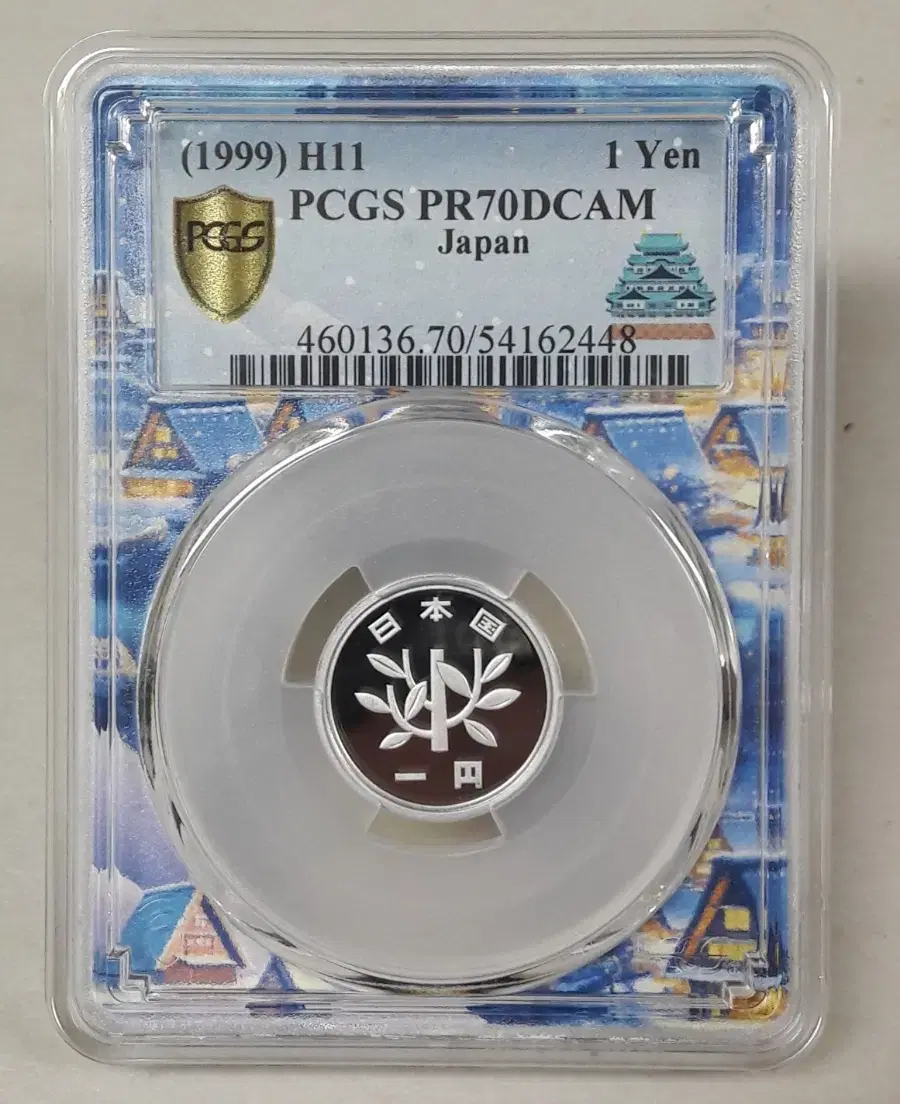 (1999) H11 1 Yen
PCGS PR70DCAM
PCGS
Japan
460136.70/54162448
日本国
一円